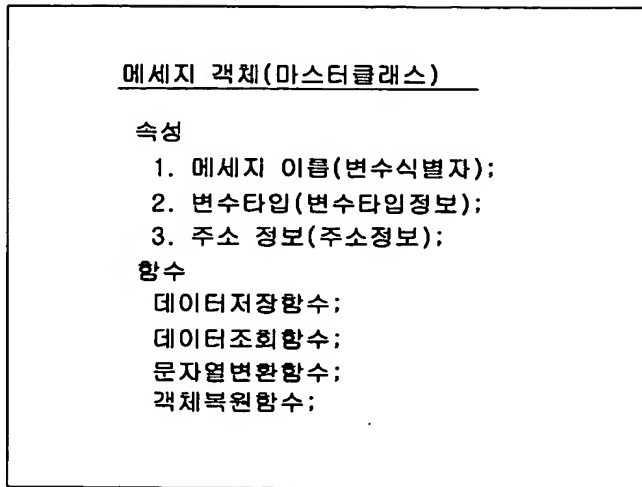 메세지 객체(마스터클래스)
속성
1. 메세지 이름(변수식별자);
2. 변수타입(변수타입정보);
3. 주소 정보(주소정보);
함수
데이터저장함수;
데이터조회함수;
문자열변환함수;
객체복원함수;